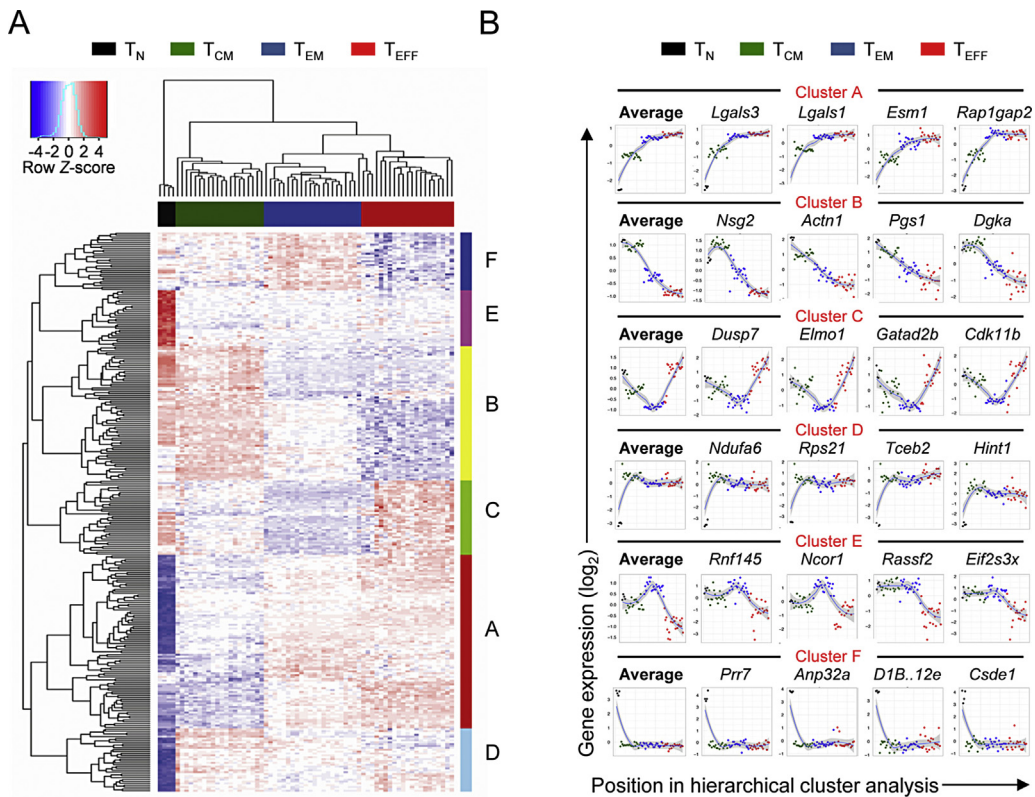 A
B
T_N T_CM T_EM T_EFF
T_N T_CM T_EM T_EFF
-4 -2 0 2 4
Row Z-score
F
E
B
C
A
D
Gene expression (log₂)
Cluster A
Average Lgals3 Lgals1 Esm1 Rap1gap2
Cluster B
Average Nsg2 Actn1 Pgs1 Dgka
Cluster C
Average Dusp7 Elmo1 Gatad2b Cdk11b
Cluster D
Average Ndufa6 Rps21 Tceb2 Hint1
Cluster E
Average Rnf145 Ncor1 Rassf2 Eif2s3x
Cluster F
Average Prr7 Anp32a D1B..12e Csde1
Position in hierarchical cluster analysis